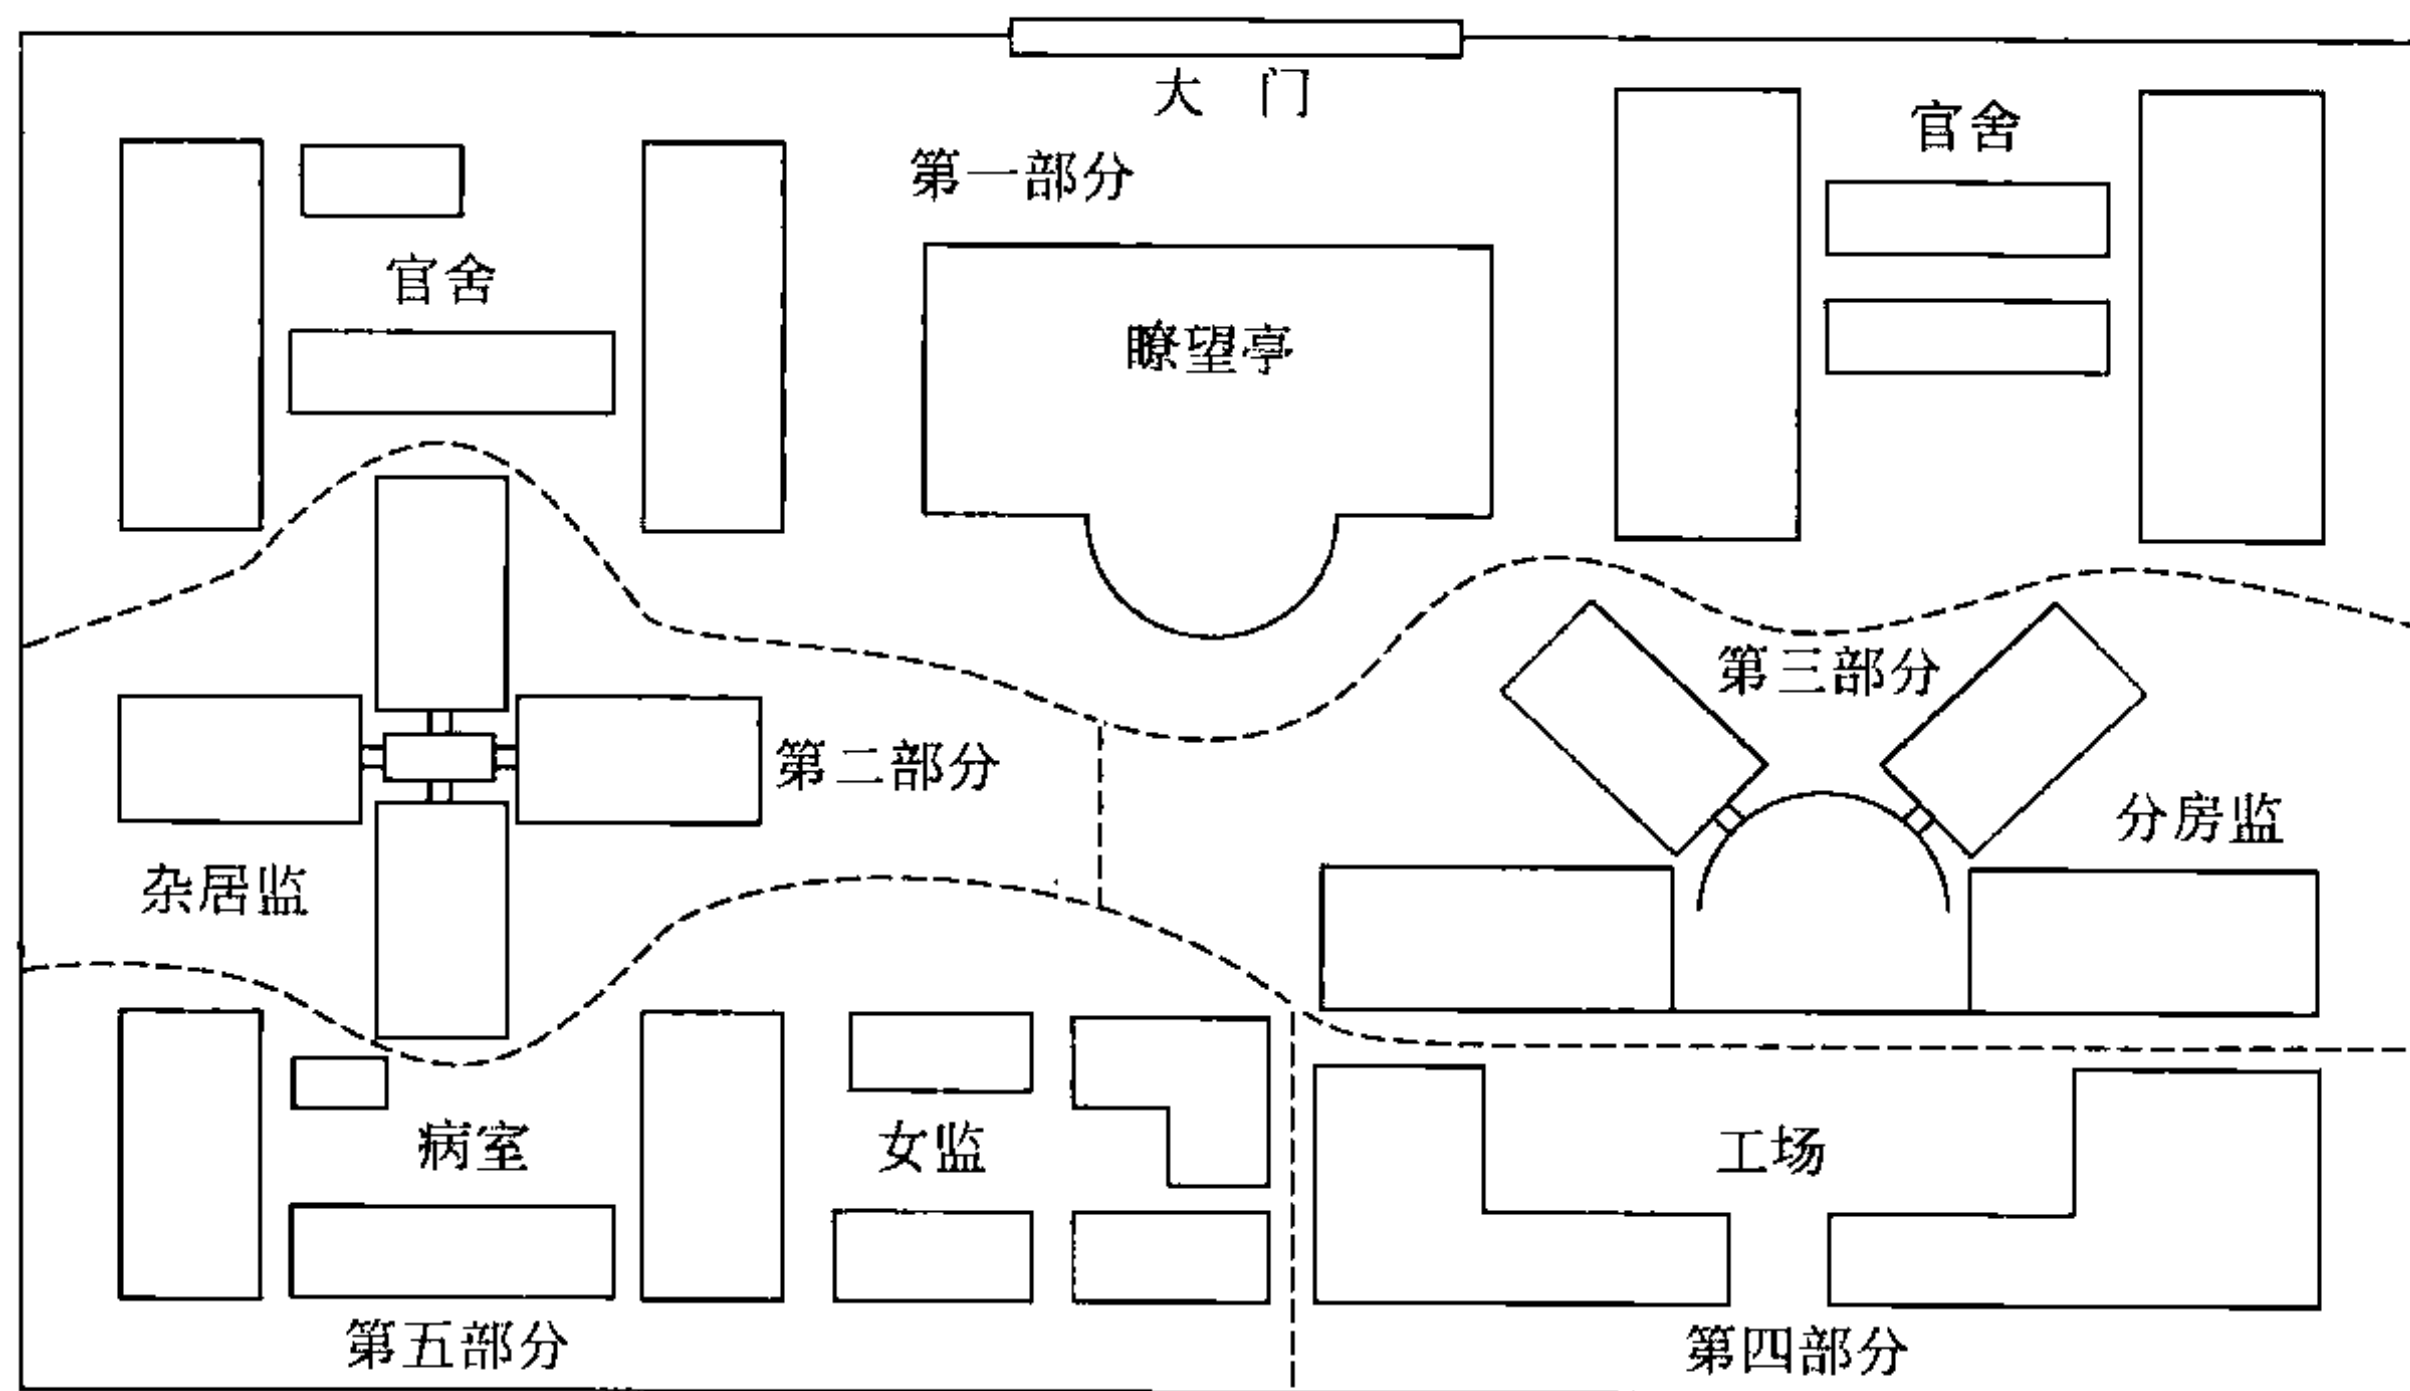 大 门
官舍
第一部分
官舍
瞭望亭
第三部分
第二部分
分房监
杂居监
病室
女监
工场
第五部分
第四部分